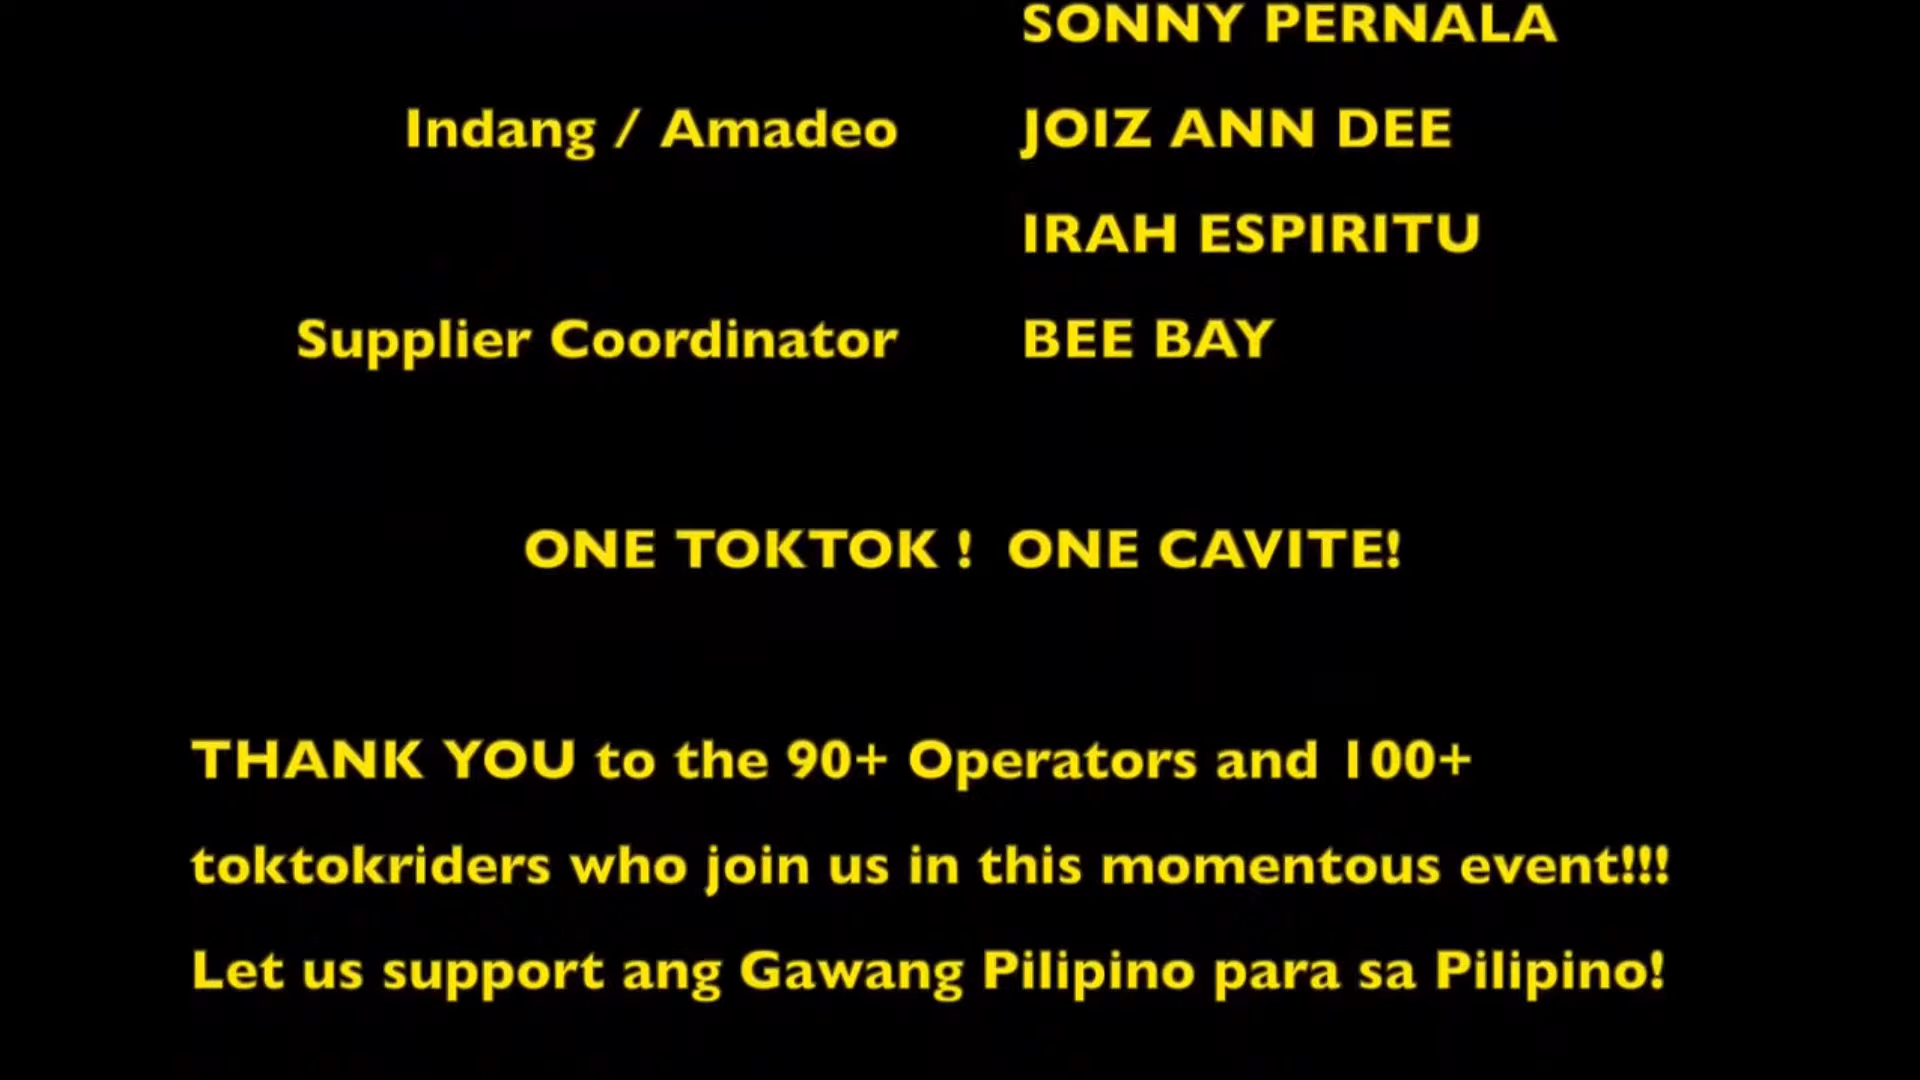 SONNY PERNALA
Indang / Amadeo JOIZ ANN DEE
IRAH ESPIRITU
Supplier Coordinator BEE BAY
ONE TOKTOK ! ONE CAVITE!
THANK YOU to the 90+ Operators and 100+
toktokriders who join us in this momentous event!!!
Let us support ang Gawang Pilipino para sa Pilipino!